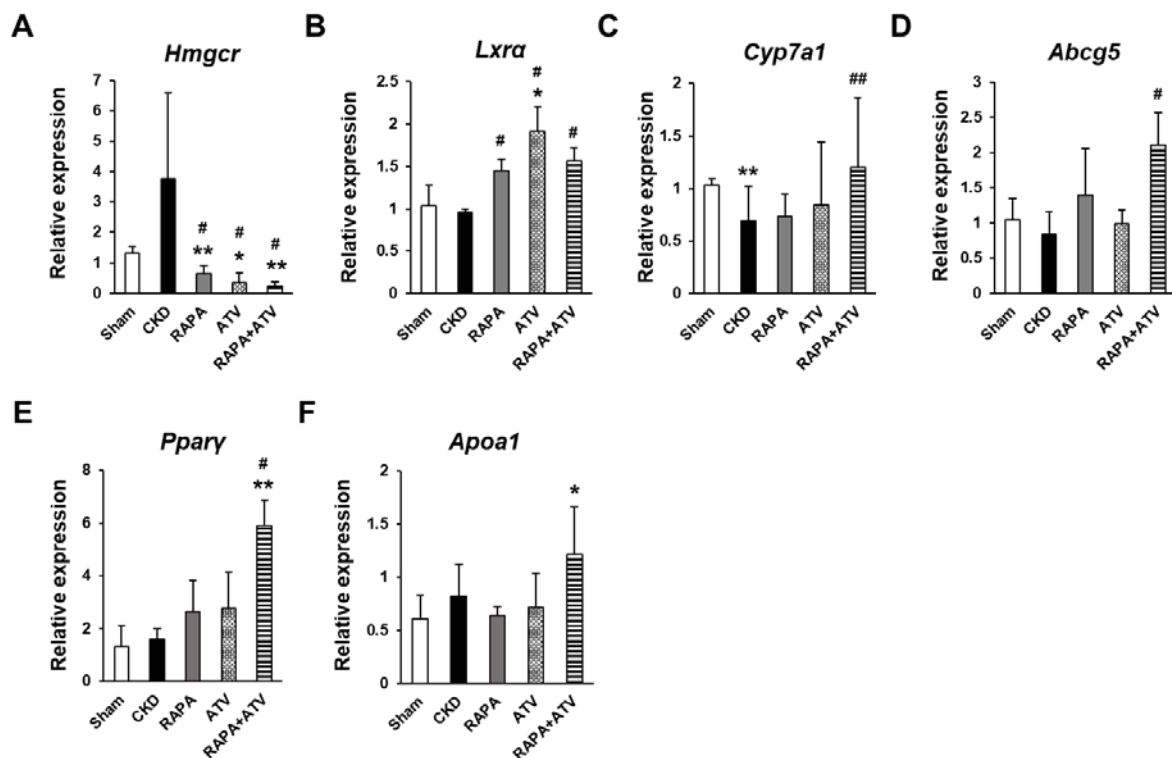 A
Hmgcr
Relative expression
7
6
5
4
3
2
1
0
#
**
#
*
#
**
Sham
CKD
RAPA
ATV
RAPA+ATV
B
Lxrα
Relative expression
2.5
2
1.5
1
0.5
0
#
#
*
#
Sham
CKD
RAPA
ATV
RAPA+ATV
C
Cyp7a1
Relative expression
2
1.5
1
0.5
0
**
##
Sham
CKD
RAPA
ATV
RAPA+ATV
D
Abcg5
Relative expression
3
2.5
2
1.5
1
0.5
0
#
Sham
CKD
RAPA
ATV
RAPA+ATV
E
Pparγ
Relative expression
8
6
4
2
0
#
**
Sham
CKD
RAPA
ATV
RAPA+ATV
F
Apoa1
Relative expression
2
1.5
1
0.5
0
*
Sham
CKD
RAPA
ATV
RAPA+ATV